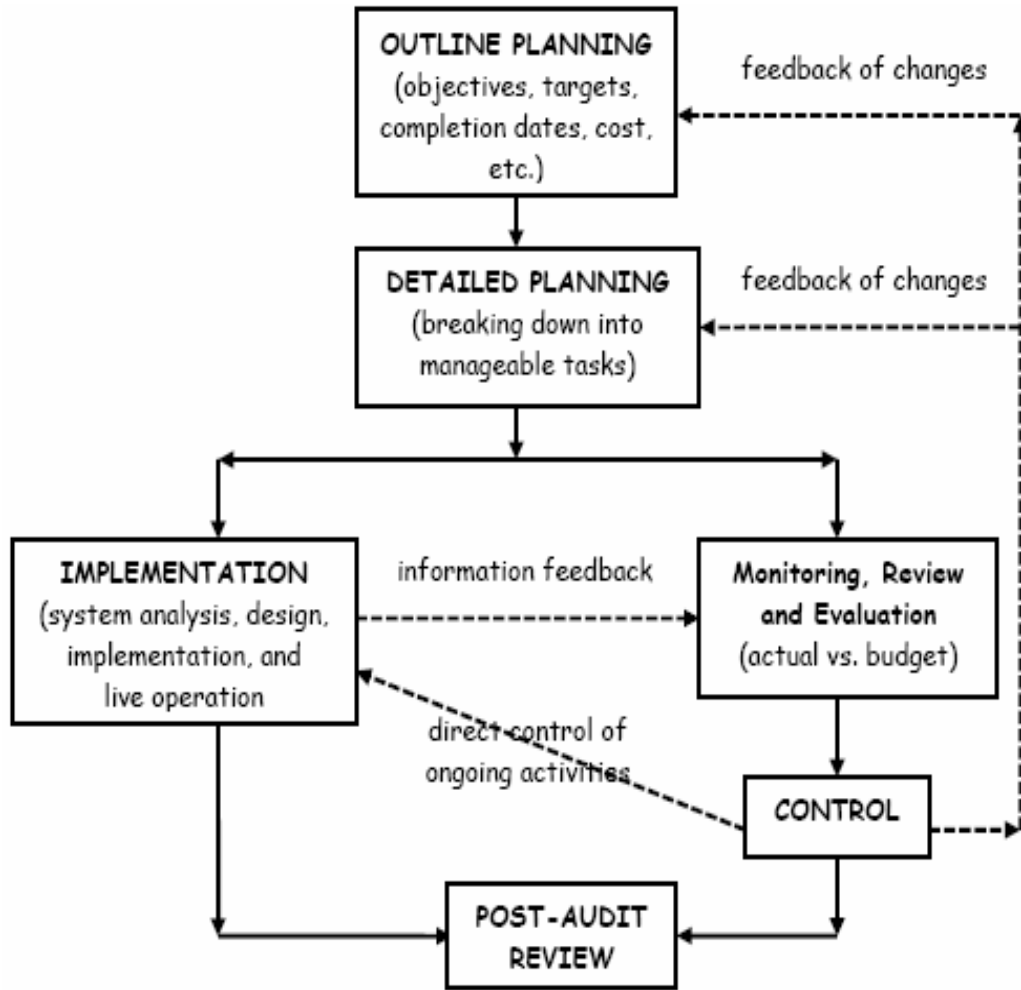 OUTLINE PLANNING
(objectives, targets,
completion dates, cost,
etc.)
feedback of changes
DETAILED PLANNING
(breaking down into
manageable tasks)
feedback of changes
IMPLEMENTATION
(system analysis, design,
implementation, and
live operation
information feedback
Monitoring, Review
and Evaluation
(actual vs. budget)
direct control of
ongoing activities
CONTROL
POST-AUDIT
REVIEW